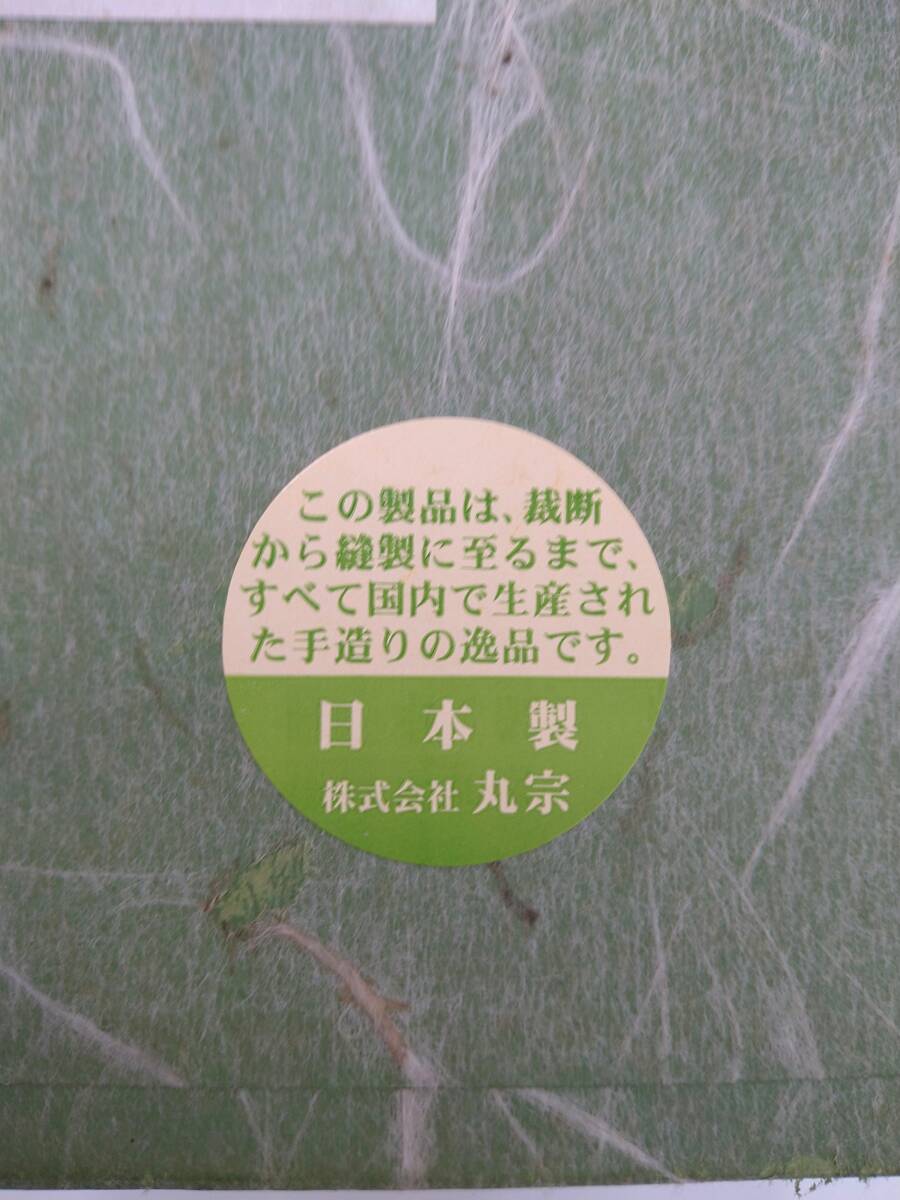 この製品は、裁断
から縫製に至るまで、
すべて国内で生産され
た手造りの逸品です。
日本製
株式会社 丸宗